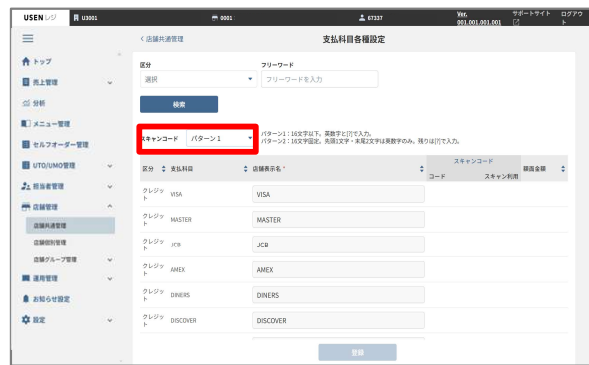 USENレジ U3001 0001 67337 Ver. 001.001.001.001 サポートサイト ログアウト
トップ
売上管理
分析
メニュー管理
セルフオーダー管理
UTO/UMO管理
担当者管理
店舗管理
店舗共通管理
店舗個別管理
店舗グループ管理
運用管理
お知らせ設定
設定
< 店舗共通管理 支払科目各種設定
区分 フリーワード
選択 フリーワードを入力
検索
スキャンコード パターン1
パターン1：16文字以下。英数字と[?]で入力。
パターン2：16文字固定。先頭1文字・末尾2文字は英数字のみ。残りは[?]で入力。
区分 支払科目 店舗表示名 * スキャンコード 額面金額
コード スキャン利用
クレジット VISA VISA
クレジット MASTER MASTER
クレジット JCB JCB
クレジット AMEX AMEX
クレジット DINERS DINERS
クレジット DISCOVER DISCOVER
登録